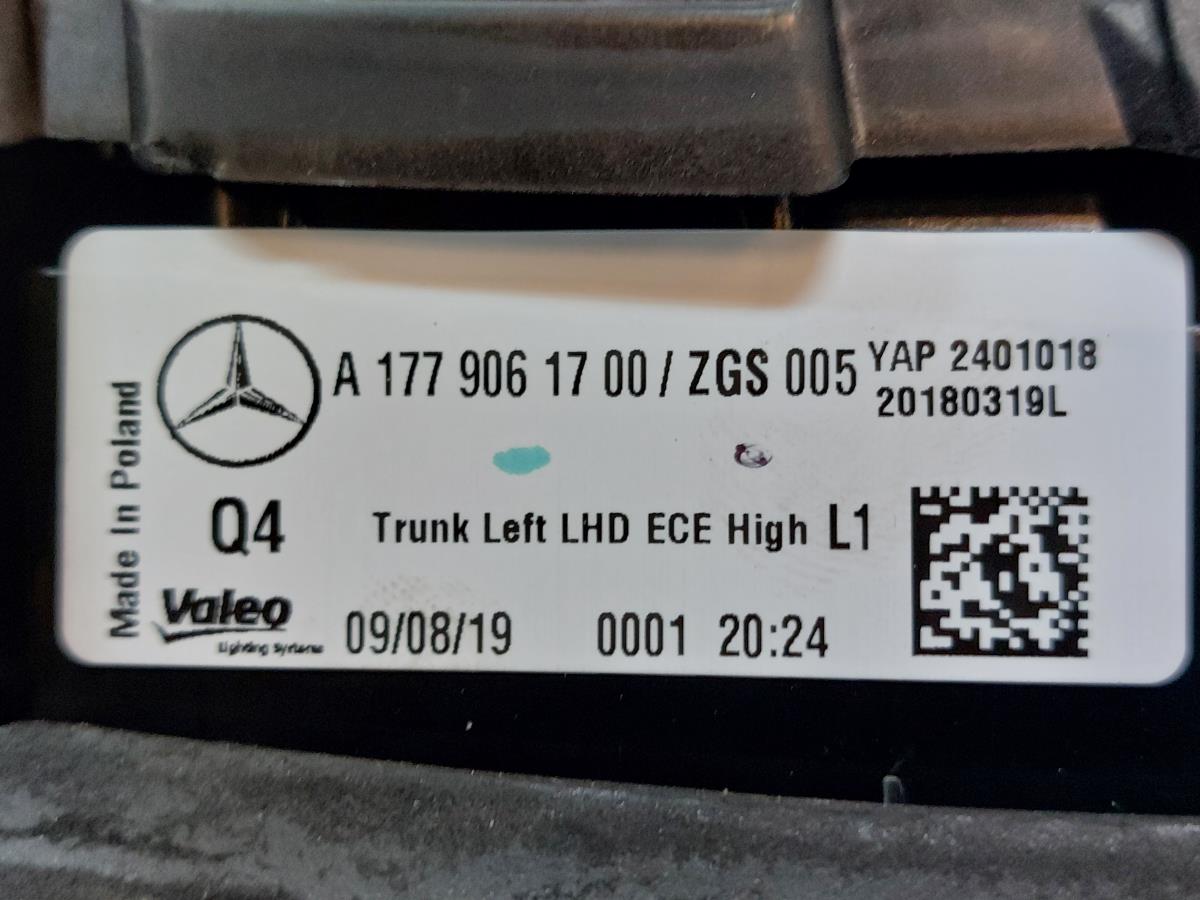 A 177 906 17 00 / ZGS 005
YAP 2401018
20180319L
Made In Poland
Q4
Trunk Left LHD ECE High L1
Valeo
Lighting Systems
09/08/19
0001 20:24